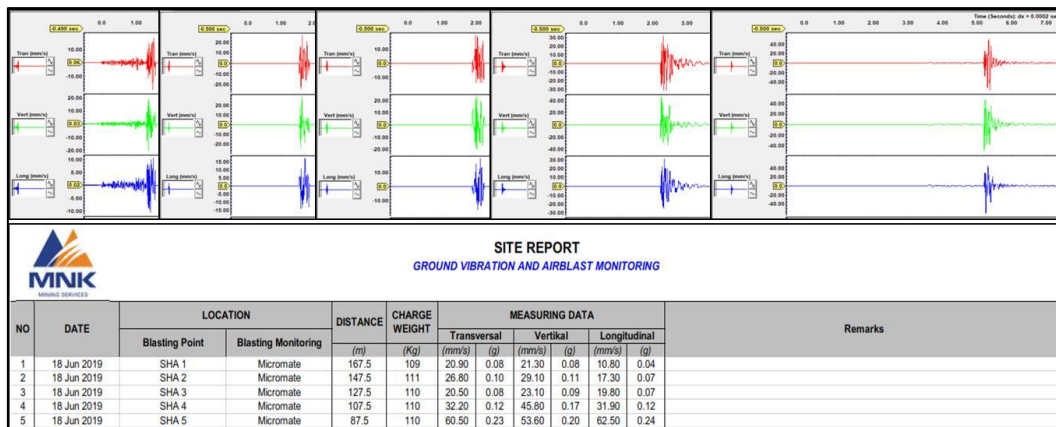 -0.490 sec
0.0 1.00
-0.500 sec
0.0 1.00 2.0
-0.500 sec
0.0 1.00 2.00
-0.500 sec
0.0 1.00 2.00 3.00
-0.500 sec
Time (Seconds: dx = 0.0002 se
0.0 1.00 2.00 3.00 4.00 5.00 6.00 7.00
Tran (mm/s) 10.00 0.06 -10.00
Tran (mm/s) 20.00 10.00 0.0 -10.00 -20.00
Tran (mm/s) 10.00 0.0 -10.00
Tran (mm/s) 30.00 20.00 10.00 0.0 -10.00 -20.00 -30.00
Tran (mm/s) 40.00 20.00 0.0 -20.00 -40.00
Vert (mm/s) 20.00 10.00 0.03 -10.00 -20.00
Vert (mm/s) 20.00 10.00 0.0 -10.00 -20.00
Vert (mm/s) 20.00 10.00 0.0 -10.00 -20.00
Vert (mm/s) 40.00 20.00 0.0 -20.00 -40.00
Vert (mm/s) 40.00 20.00 0.0 -20.00 -40.00
Long (mm/s) 10.00 5.00 0.02 -5.00 -10.00
Long (mm/s) 15.00 10.00 5.00 0.0 -5.00 -10.00 -15.00
Long (mm/s) 10.00 0.0 -10.00
Long (mm/s) 30.00 20.00 10.00 0.0 -10.00 -20.00 -30.00
Long (mm/s) 40.00 20.00 0.0 -20.00 -40.00
MNK
MINING SERVICES
SITE REPORT
GROUND VIBRATION AND AIRBLAST MONITORING
NO DATE LOCATION DISTANCE CHARGE WEIGHT MEASURING DATA Remarks
Blasting Point Blasting Monitoring Transversal Vertikal Longitudinal
(m) (Kg) (mm/s) (g) (mm/s) (g) (mm/s) (g)
1 18 Jun 2019 SHA 1 Micromate 167.5 109 20.90 0.08 21.30 0.08 10.80 0.04
2 18 Jun 2019 SHA 2 Micromate 147.5 111 26.80 0.10 29.10 0.11 17.30 0.07
3 18 Jun 2019 SHA 3 Micromate 127.5 110 20.50 0.08 23.10 0.09 19.80 0.07
4 18 Jun 2019 SHA 4 Micromate 107.5 110 32.20 0.12 45.80 0.17 31.90 0.12
5 18 Jun 2019 SHA 5 Micromate 87.5 110 60.50 0.23 53.60 0.20 62.50 0.24